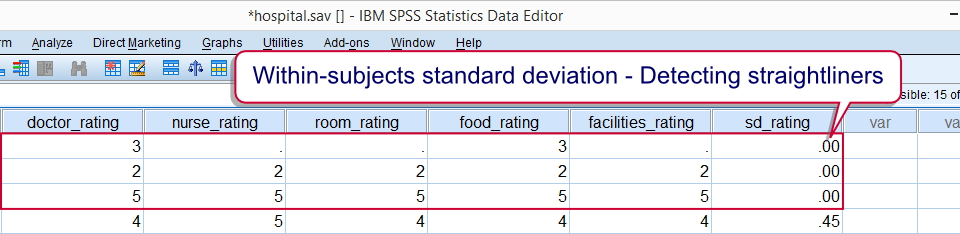 *hospital.sav [] - IBM SPSS Statistics Data Editor
rm Analyze Direct Marketing Graphs Utilities Add-ons Window Help
Within-subjects standard deviation - Detecting straightliners
sible: 15 of
doctor_rating nurse_rating room_rating food_rating facilities_rating sd_rating var va
3 . . 3 . .00
2 2 2 2 2 .00
5 5 5 5 5 .00
4 5 4 4 4 .45